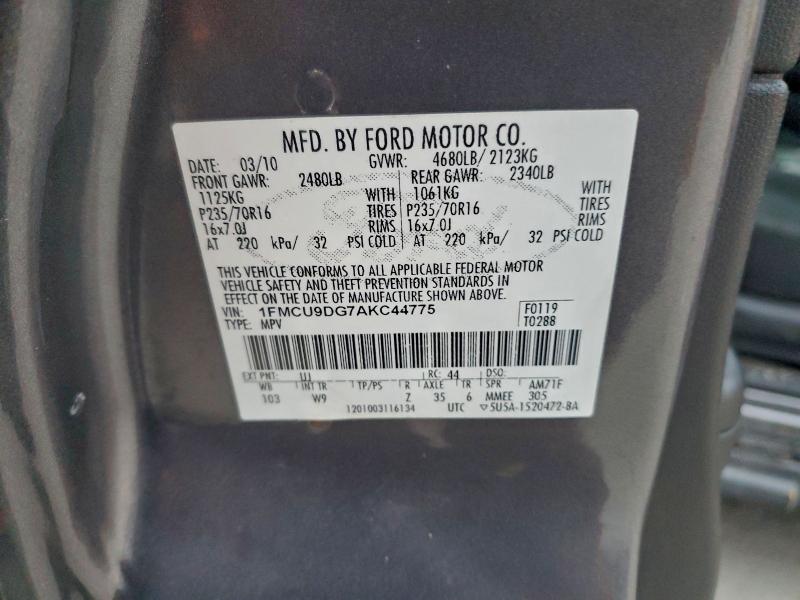 MFD. BY FORD MOTOR CO.
DATE: 03/10 GVWR: 4680LB/ 2123KG
FRONT GAWR: 2480LB REAR GAWR: 2340LB
1125KG WITH 1061KG WITH
P235/70R16 TIRES P235/70R16 TIRES
16x7.0J RIMS 16x7.0J RIMS
AT 220 kPa/ 32 PSI COLD AT 220 kPa/ 32 PSI COLD
THIS VEHICLE CONFORMS TO ALL APPLICABLE FEDERAL MOTOR
VEHICLE SAFETY AND THEFT PREVENTION STANDARDS IN
EFFECT ON THE DATE OF MANUFACTURE SHOWN ABOVE.
VIN: 1FMCU9DG7AKC44775 F0119
TYPE: MPV T0288
EXT PNT: UJ RC: 44 DSO:
WB INT TR TP/PS R AXLE TR SPR AM71F
103 W9 Z 35 6 MMEE 305
1201003116134 UTC ▽5U5A-1520472-BA